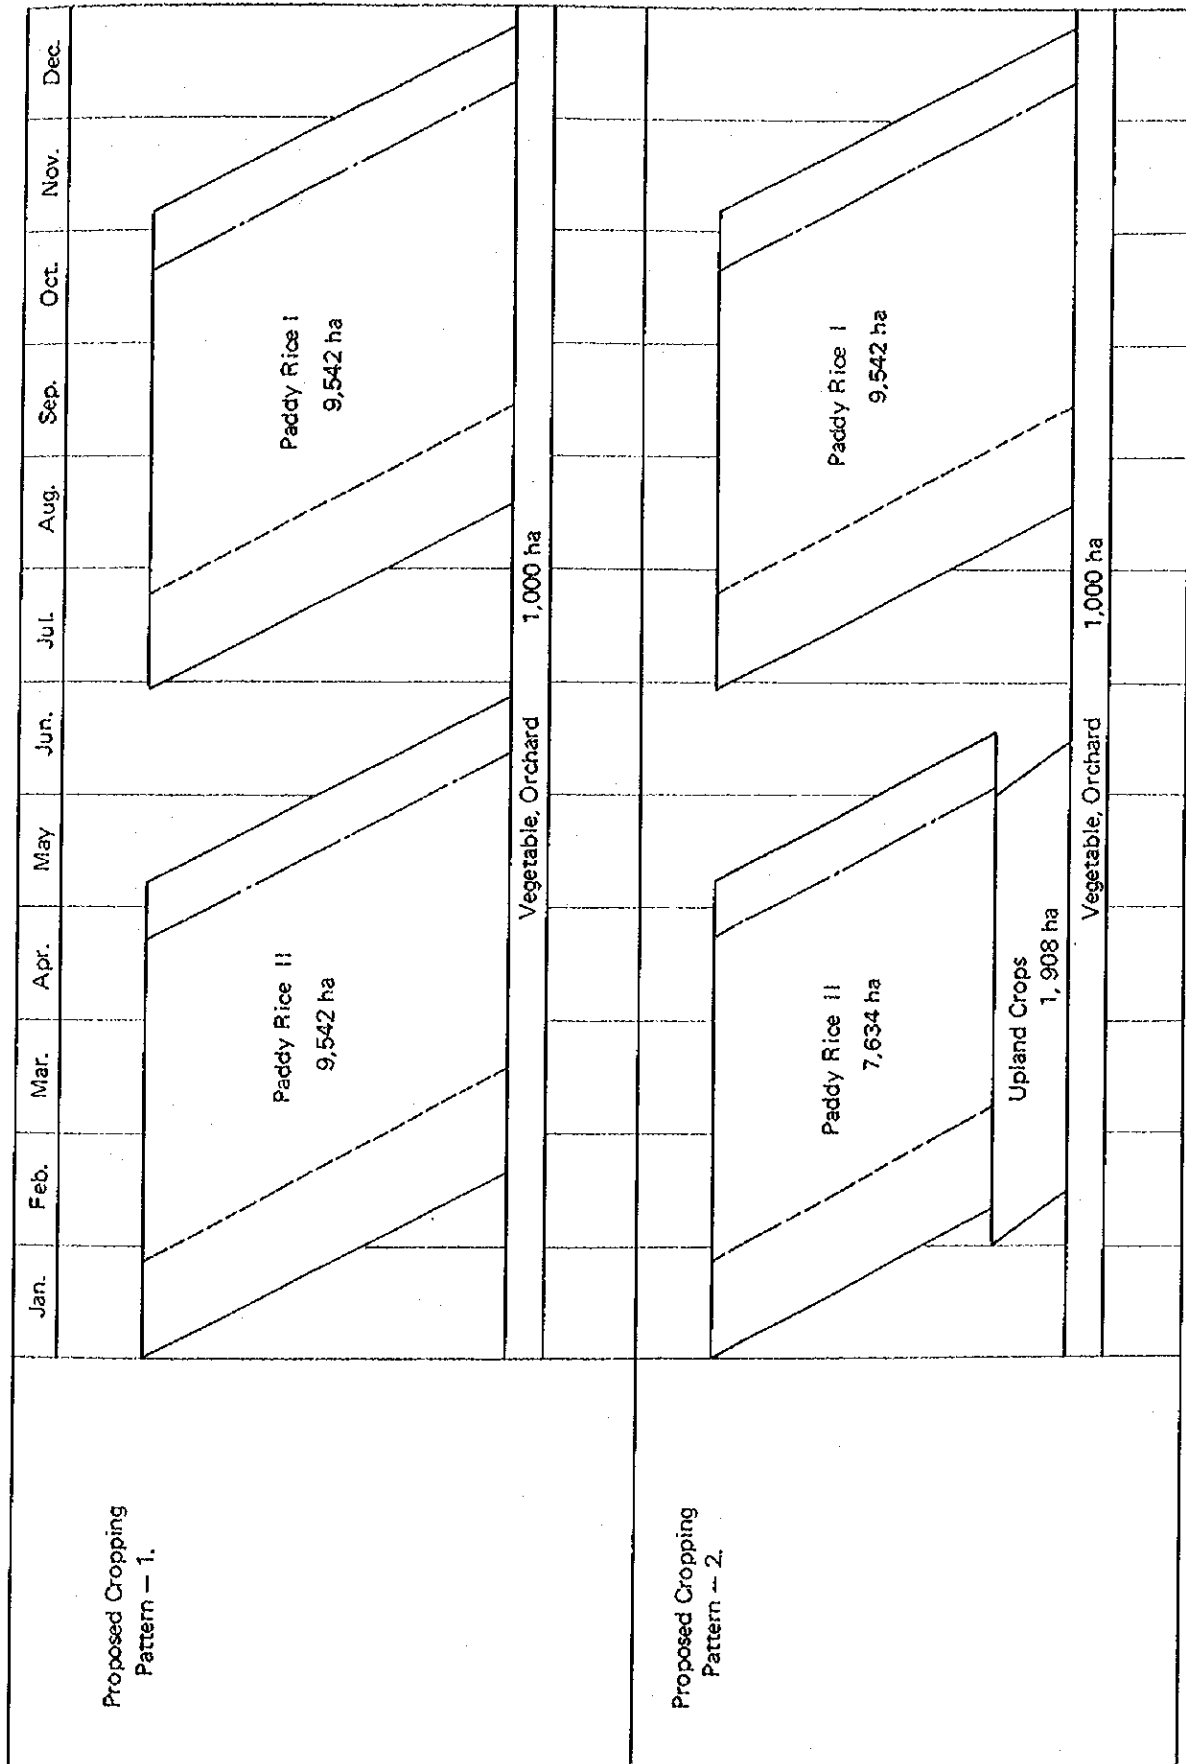 Jan. Feb. Mar. Apr. May Jun. Jul. Aug. Sep. Oct. Nov. Dec.
Proposed Cropping
Pattern – 1.
Paddy Rice II
9,542 ha
Paddy Rice I
9,542 ha
Vegetable, Orchard 1,000 ha
Proposed Cropping
Pattern – 2.
Paddy Rice II
7,634 ha
Paddy Rice I
9,542 ha
Upland Crops
1,908 ha
Vegetable, Orchard 1,000 ha